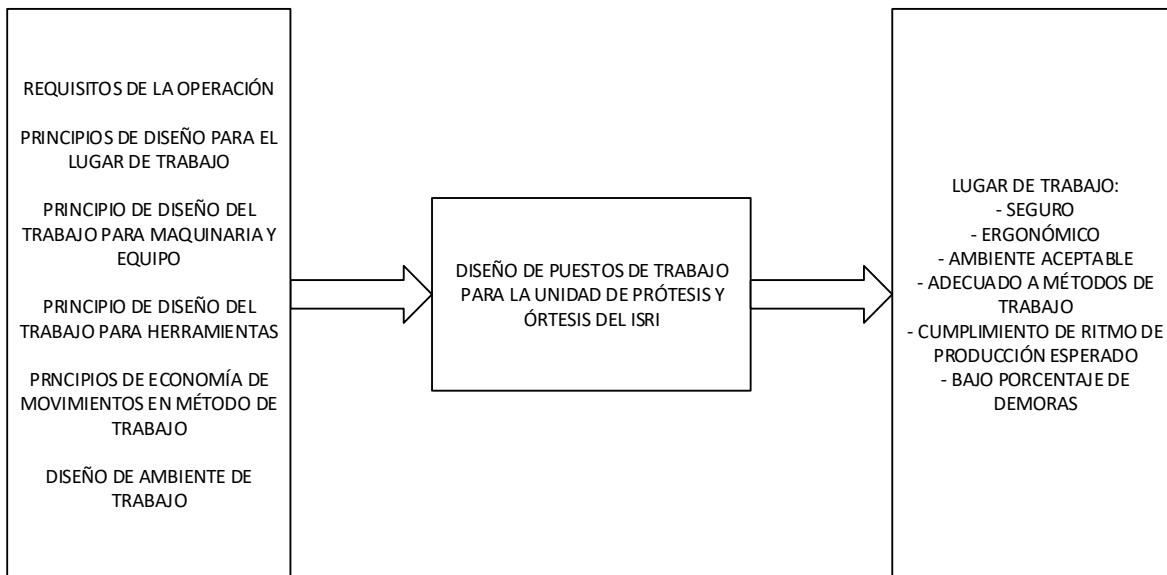 REQUISITOS DE LA OPERACIÓN
PRINCIPIOS DE DISEÑO PARA EL
LUGAR DE TRABAJO
PRINCIPIO DE DISEÑO DEL
TRABAJO PARA MAQUINARIA Y
EQUIPO
PRINCIPIO DE DISEÑO DEL
TRABAJO PARA HERRAMIENTAS
PRNCIPIOS DE ECONOMÍA DE
MOVIMIENTOS EN MÉTODO DE
TRABAJO
DISEÑO DE AMBIENTE DE
TRABAJO
DISEÑO DE PUESTOS DE TRABAJO
PARA LA UNIDAD DE PRÓTESIS Y
ÓRTESIS DEL ISRI
LUGAR DE TRABAJO:
- SEGURO
- ERGONÓMICO
- AMBIENTE ACEPTABLE
- ADECUADO A MÉTODOS DE
TRABAJO
- CUMPLIMIENTO DE RITMO DE
PRODUCCIÓN ESPERADO
- BAJO PORCENTAJE DE
DEMORAS